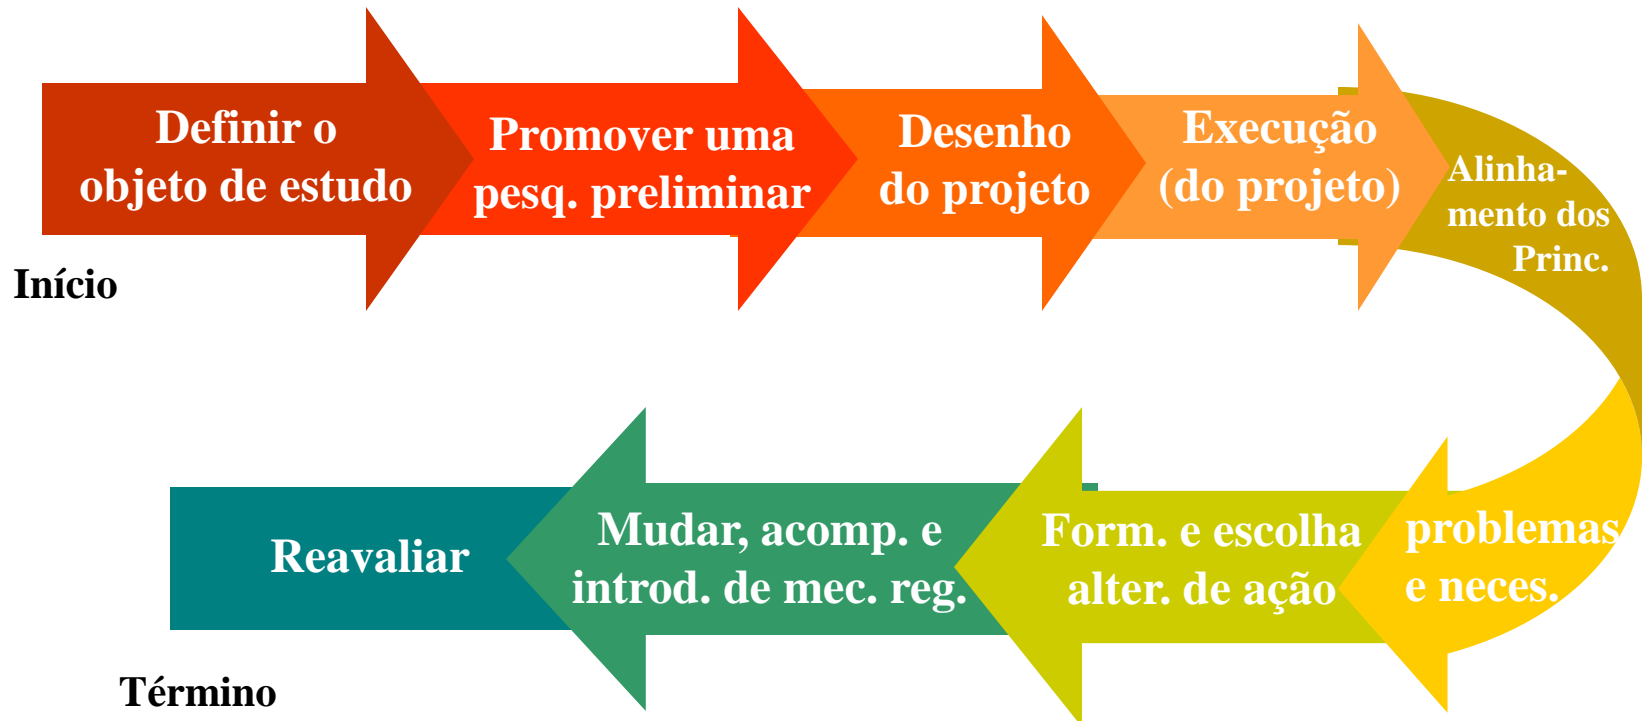 Definir o
objeto de estudo
Promover uma
pesq. preliminar
Desenho
do projeto
Execução
(do projeto)
Alinha-
mento dos
Princ.
Início
problemas
e neces.
Form. e escolha
alter. de ação
Mudar, acomp. e
introd. de mec. reg.
Reavaliar
Término